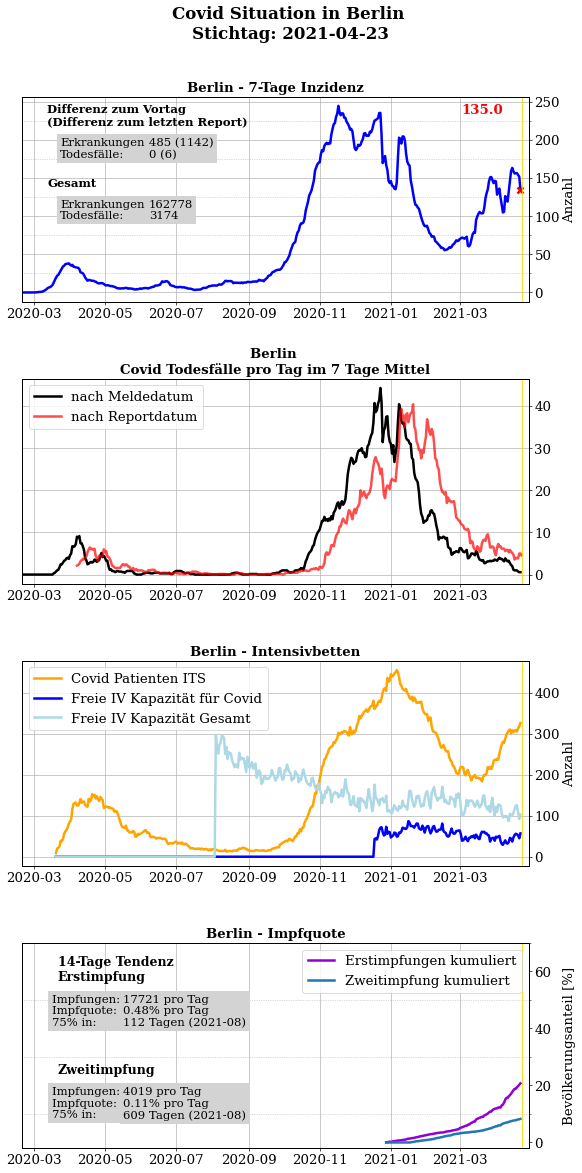 Covid Situation in Berlin
Stichtag: 2021-04-23
Berlin - 7-Tage Inzidenz
Differenz zum Vortag
(Differenz zum letzten Report)
Erkrankungen 485 (1142)
Todesfälle: 0 (6)
Gesamt
Erkrankungen 162778
Todesfälle: 3174
135.0
250
200
150
100
50
0
Anzahl
2020-03 2020-05 2020-07 2020-09 2020-11 2021-01 2021-03
Berlin
Covid Todesfälle pro Tag im 7 Tage Mittel
nach Meldedatum
nach Reportdatum
40
30
20
10
0
2020-03 2020-05 2020-07 2020-09 2020-11 2021-01 2021-03
Berlin - Intensivbetten
Covid Patienten ITS
Freie IV Kapazität für Covid
Freie IV Kapazität Gesamt
400
300
200
100
0
Anzahl
2020-03 2020-05 2020-07 2020-09 2020-11 2021-01 2021-03
Berlin - Impfquote
14-Tage Tendenz
Erstimpfung
Impfungen: 17721 pro Tag
Impfquote: 0.48% pro Tag
75% in: 112 Tagen (2021-08)
Zweitimpfung
Impfungen: 4019 pro Tag
Impfquote: 0.11% pro Tag
75% in: 609 Tagen (2021-08)
Erstimpfungen kumuliert
Zweitimpfung kumuliert
60
40
20
0
Bevölkerungsanteil [%]
2020-03 2020-05 2020-07 2020-09 2020-11 2021-01 2021-03